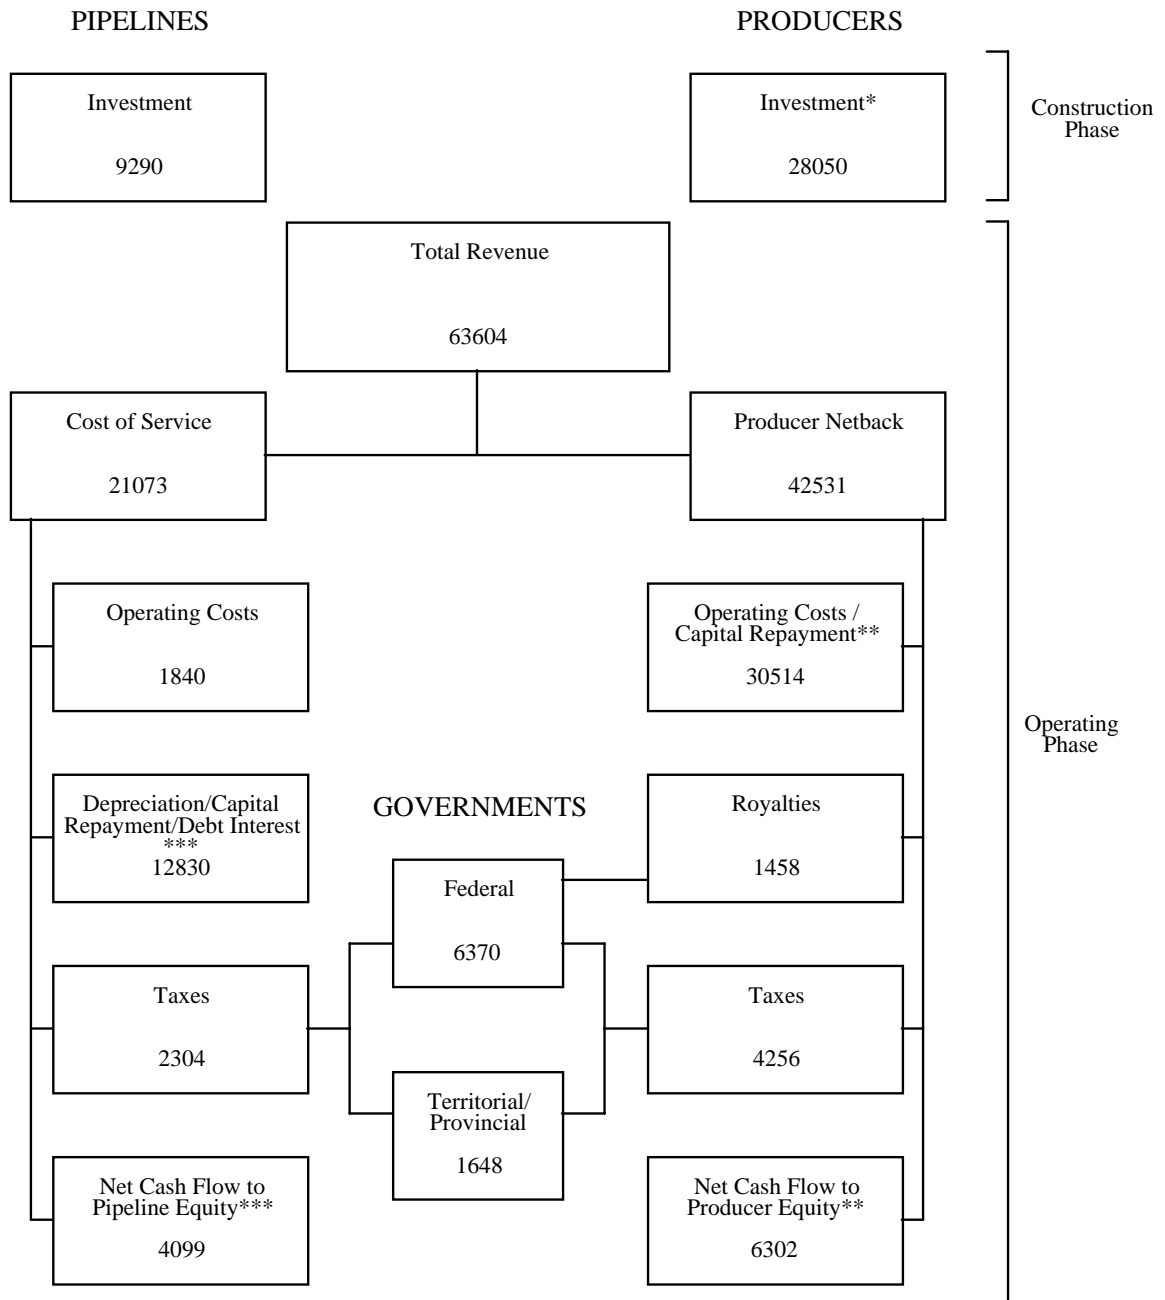 PIPELINES
PRODUCERS
Investment
9290
Investment*
28050
Construction
Phase
Total Revenue
63604
Cost of Service
21073
Producer Netback
42531
Operating Costs
1840
Operating Costs /
Capital Repayment**
30514
Operating
Phase
Depreciation/Capital
Repayment/Debt Interest
***
12830
GOVERNMENTS
Royalties
1458
Federal
6370
Taxes
2304
Taxes
4256
Territorial/
Provincial
1648
Net Cash Flow to
Pipeline Equity***
4099
Net Cash Flow to
Producer Equity**
6302